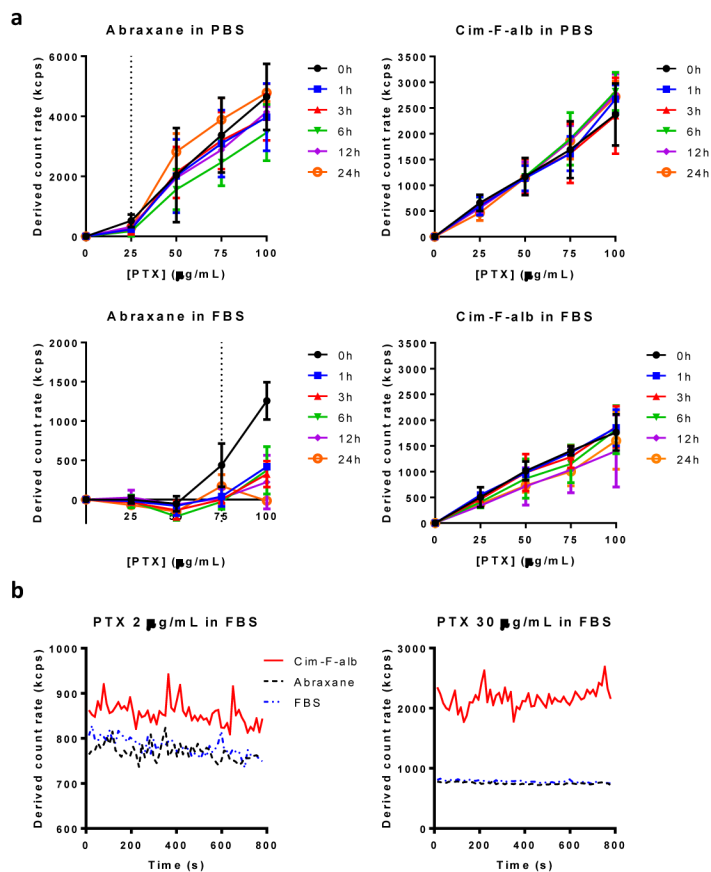 a
Abraxane in PBS
Derived count rate (kcps)
6000
4000
2000
0
0 25 50 75 100
[PTX] (µg/mL)
0h
1h
3h
6h
12h
24h
Cim-F-alb in PBS
Derived count rate (kcps)
3500
3000
2500
2000
1500
1000
500
0
0 25 50 75 100
[PTX] (µg/mL)
0h
1h
3h
6h
12h
24h
Abraxane in FBS
Derived count rate (kcps)
2000
1500
1000
500
0
0 25 50 75 100
[PTX] (µg/mL)
0h
1h
3h
6h
12h
24h
Cim-F-alb in FBS
Derived count rate (kcps)
3500
3000
2500
2000
1500
1000
500
0
0 25 50 75 100
[PTX] (µg/mL)
0h
1h
3h
6h
12h
24h
b
PTX 2 µg/mL in FBS
Derived count rate (kcps)
1000
900
800
700
600
0 200 400 600 800
Time (s)
Cim-F-alb
Abraxane
FBS
PTX 30 µg/mL in FBS
Derived count rate (kcps)
3000
2000
1000
0
0 200 400 600 800
Time (s)